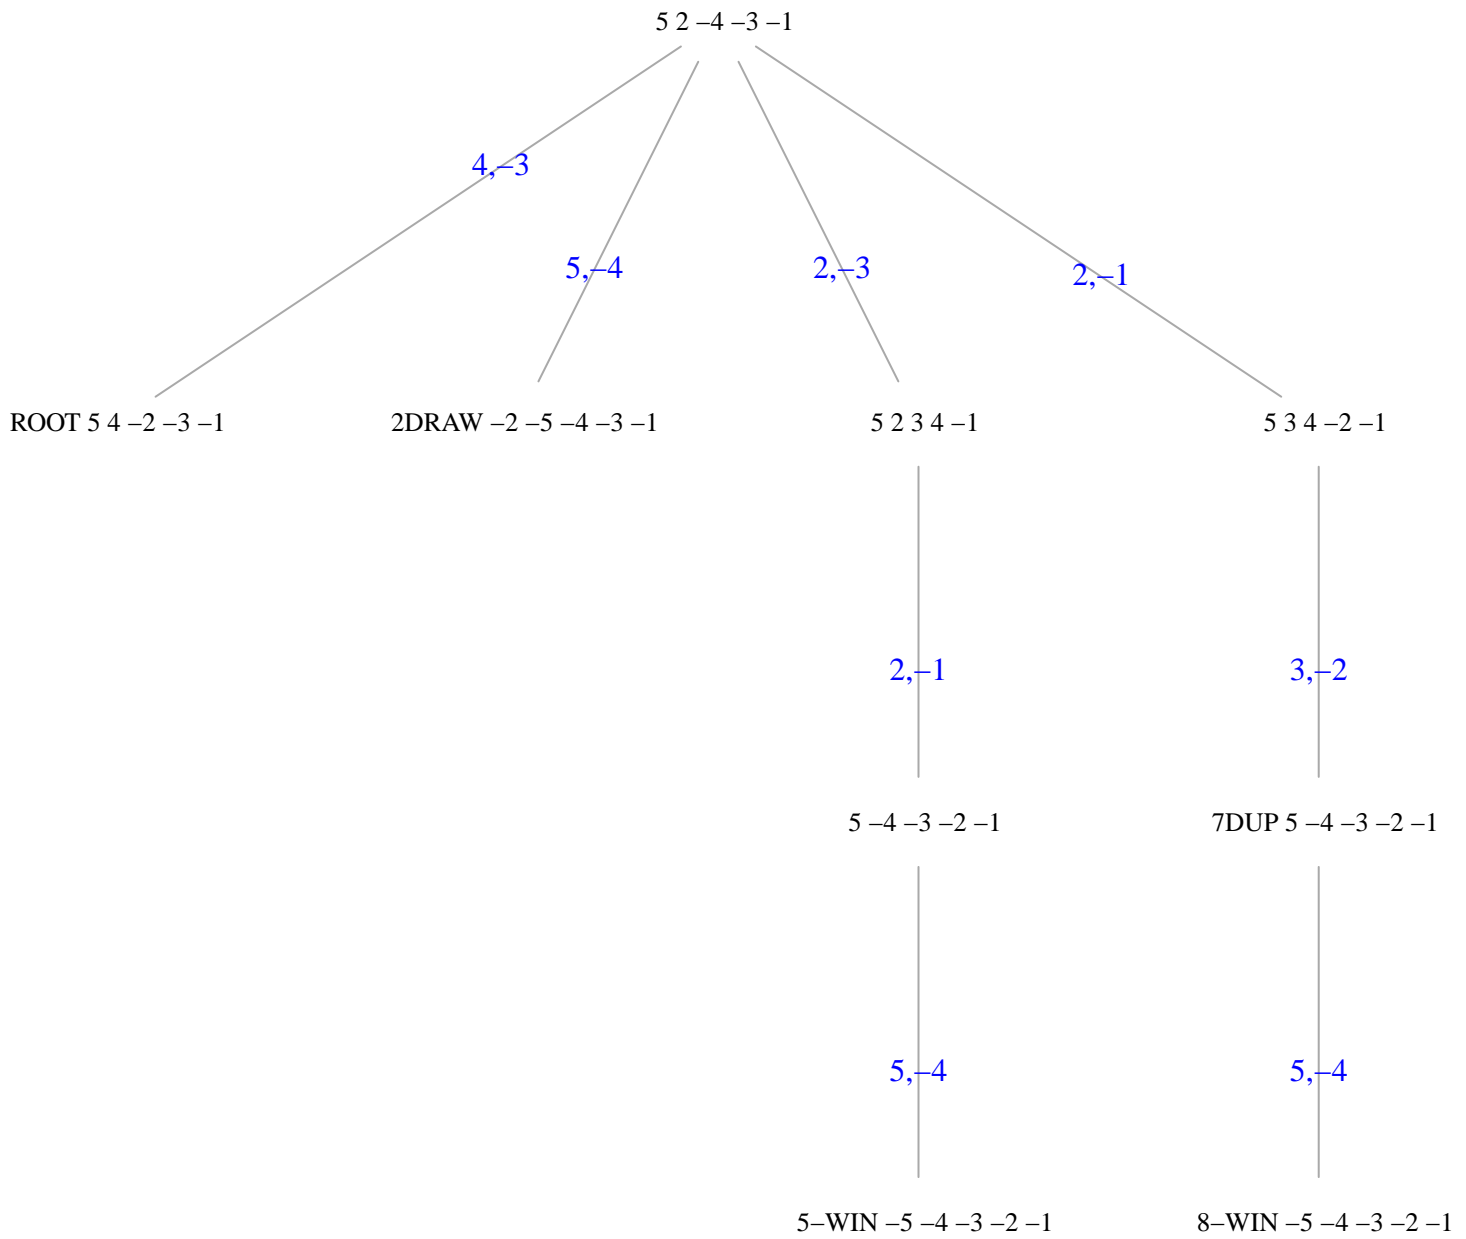 5 2 –4 –3 –1
4,–3
5,–4
2,–3
2,–1
ROOT 5 4 –2 –3 –1
2DRAW –2 –5 –4 –3 –1
5 2 3 4 –1
5 3 4 –2 –1
2,–1
3,–2
5 –4 –3 –2 –1
7DUP 5 –4 –3 –2 –1
5,–4
5,–4
5–WIN –5 –4 –3 –2 –1
8–WIN –5 –4 –3 –2 –1